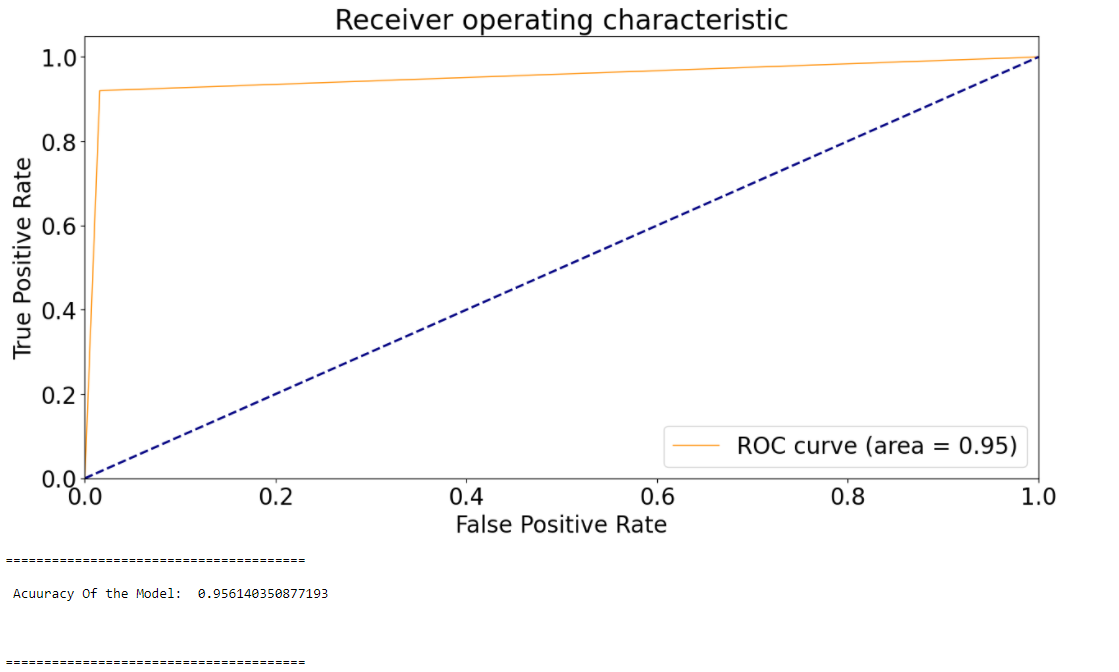 Receiver operating characteristic
1.0
0.8
0.6
0.4
0.2
0.0
True Positive Rate
ROC curve (area = 0.95)
0.0 0.2 0.4 0.6 0.8 1.0
False Positive Rate
=======================================
Acuuracy Of the Model:  0.956140350877193
=======================================